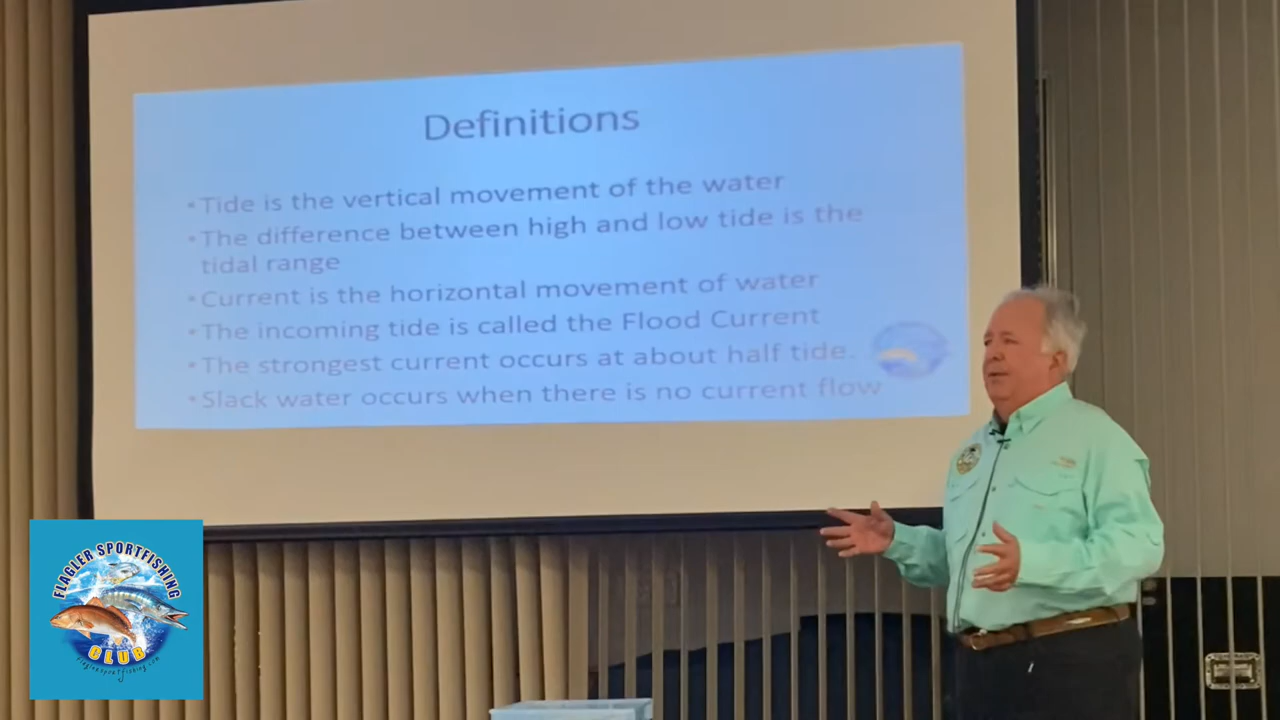 Definitions
•Tide is the vertical movement of the water
•The difference between high and low tide is the
tidal range
•Current is the horizontal movement of water
•The incoming tide is called the Flood Current
•The strongest current occurs at about half tide.
•Slack water occurs when there is no current flow
FLAGLER SPORTFISHING
CLUB
flaglersportfishing.com